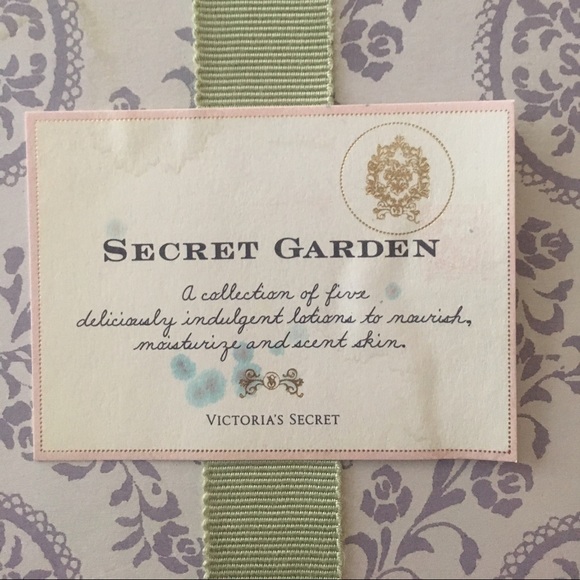 SECRET GARDEN
A collection of five
deliciously indulgent lotions to nourish,
moisturize and scent skin.
VICTORIA'S SECRET